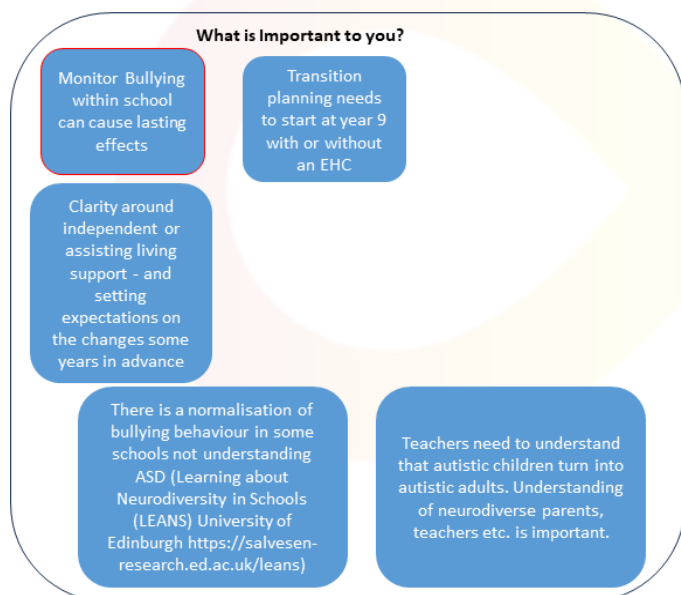 What is Important to you?
Monitor Bullying
within school
can cause lasting
effects
Transition
planning needs
to start at year 9
with or without
an EHC
Clarity around
independent or
assisting living
support - and
setting
expectations on
the changes some
years in advance
There is a normalisation of
bullying behaviour in some
schools not understanding
ASD (Learning about
Neurodiversity in Schools
(LEANS) University of
Edinburgh https://salvesen-
research.ed.ac.uk/leans)
Teachers need to understand
that autistic children turn into
autistic adults. Understanding
of neurodiverse parents,
teachers etc. is important.